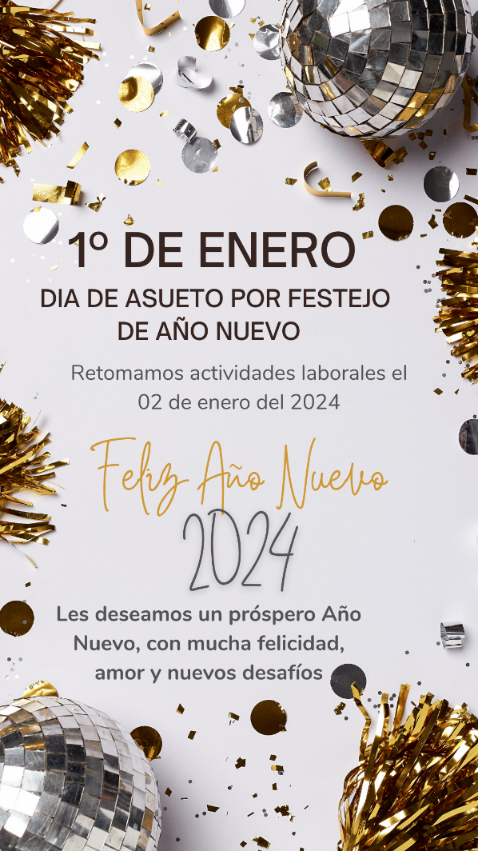 1º DE ENERO
DIA DE ASUETO POR FESTEJO
DE AÑO NUEVO
Retomamos actividades laborales el
02 de enero del 2024
Feliz Año Nuevo
2024
Les deseamos un próspero Año
Nuevo, con mucha felicidad,
amor y nuevos desafíos